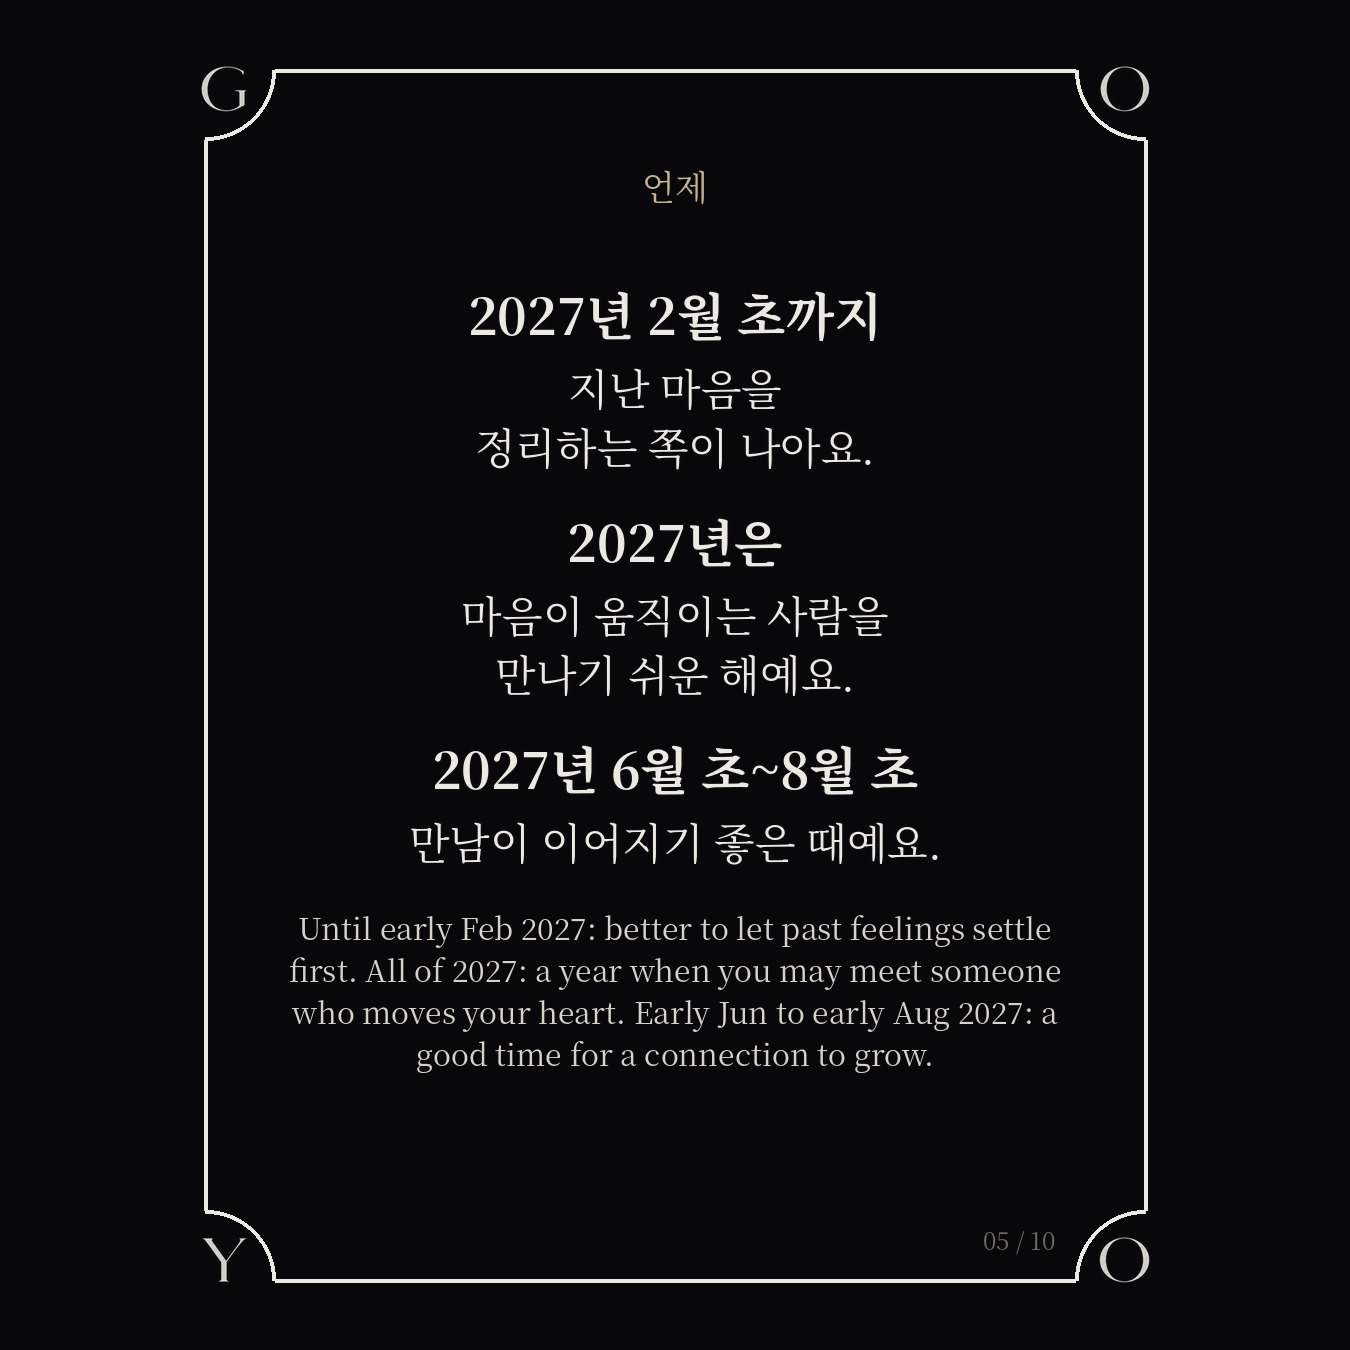 G O
언제
2027년 2월 초까지
지난 마음을
정리하는 쪽이 나아요.
2027년은
마음이 움직이는 사람을
만나기 쉬운 해예요.
2027년 6월 초~8월 초
만남이 이어지기 좋은 때예요.
Until early Feb 2027: better to let past feelings settle
first. All of 2027: a year when you may meet someone
who moves your heart. Early Jun to early Aug 2027: a
good time for a connection to grow.
05 / 10
Y O